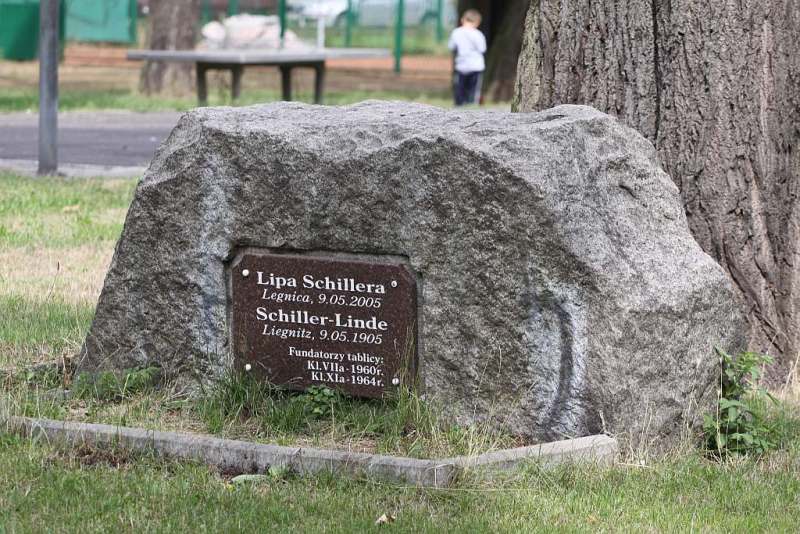 Lipa Schillera
Legnica, 9.05.2005
Schiller-Linde
Liegnitz, 9.05.1905
Fundatorzy tablicy:
Kl.VIIa-1960r.
Kl.XIa-1964r.